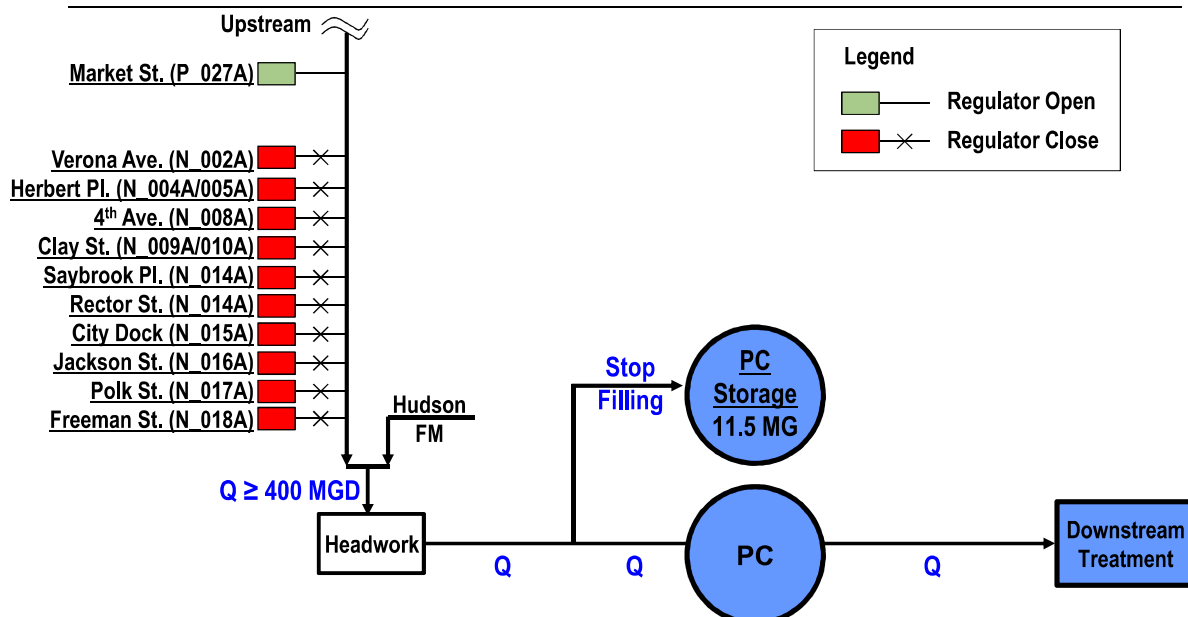 Upstream
Market St. (P_027A)
Verona Ave. (N_002A)
Herbert Pl. (N_004A/005A)
4th Ave. (N_008A)
Clay St. (N_009A/010A)
Saybrook Pl. (N_014A)
Rector St. (N_014A)
City Dock (N_015A)
Jackson St. (N_016A)
Polk St. (N_017A)
Freeman St. (N_018A)
Legend
Regulator Open
Regulator Close
Hudson
FM
Q ≥ 400 MGD
Headwork
Stop
Filling
PC
Storage
11.5 MG
Q
Q
PC
Q
Downstream
Treatment